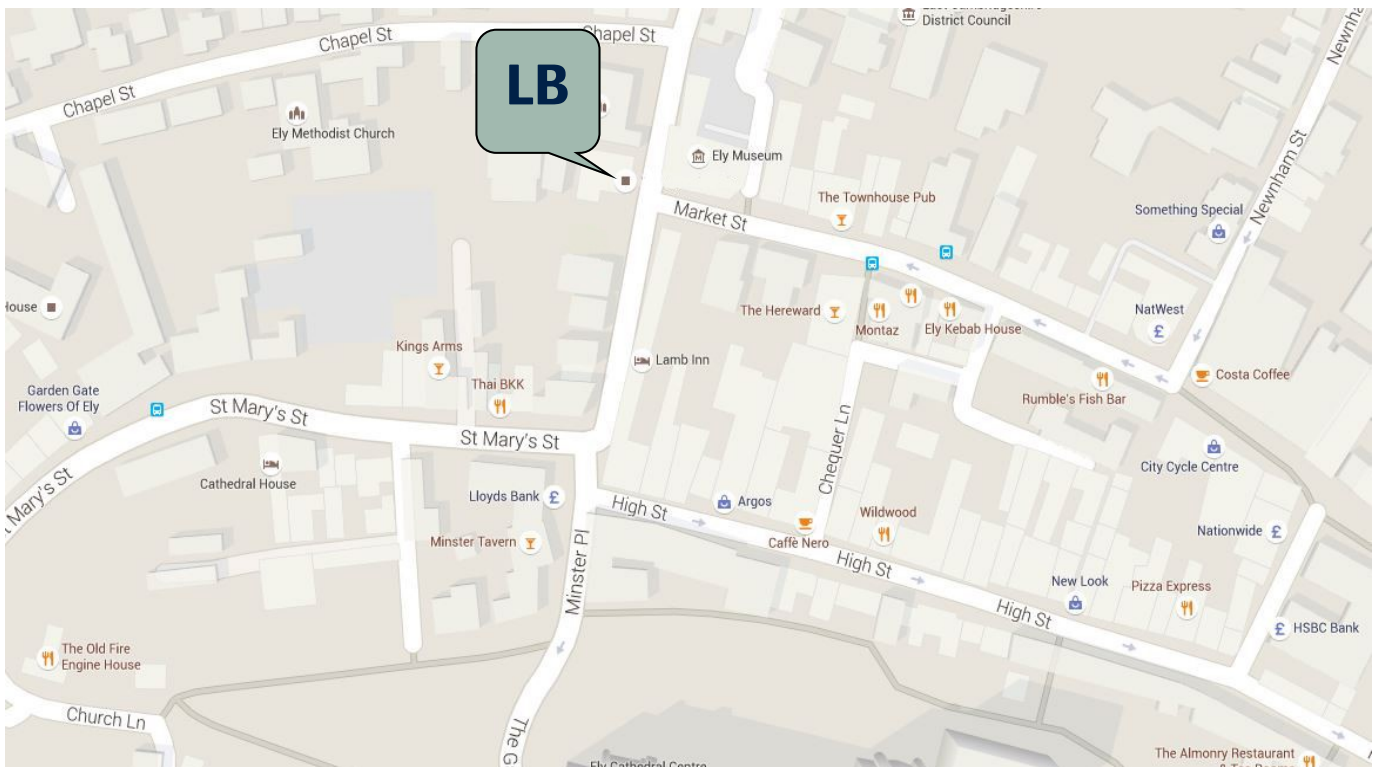 District Council
Chapel St
Chapel St
Chapel St
LB
Ely Methodist Church
Ely Museum
Market St
The Townhouse Pub
Something Special
Newnham St
House
Kings Arms
Thai BKK
The Hereward
Montaz
Ely Kebab House
NatWest
£
Lamb Inn
Costa Coffee
Rumble's Fish Bar
Garden Gate
Flowers Of Ely
St Mary's St
St Mary's St
St Mary's St
Cathedral House
Chequer Ln
City Cycle Centre
Lloyds Bank £
High St
Argos
Wildwood
Nationwide £
Minster Tavern
Caffè Nero
High St
Minster Pl
New Look
Pizza Express
High St
£ HSBC Bank
The Old Fire
Engine House
Church Ln
The G
Ely Cathedral Centre
The Almonry Restaurant